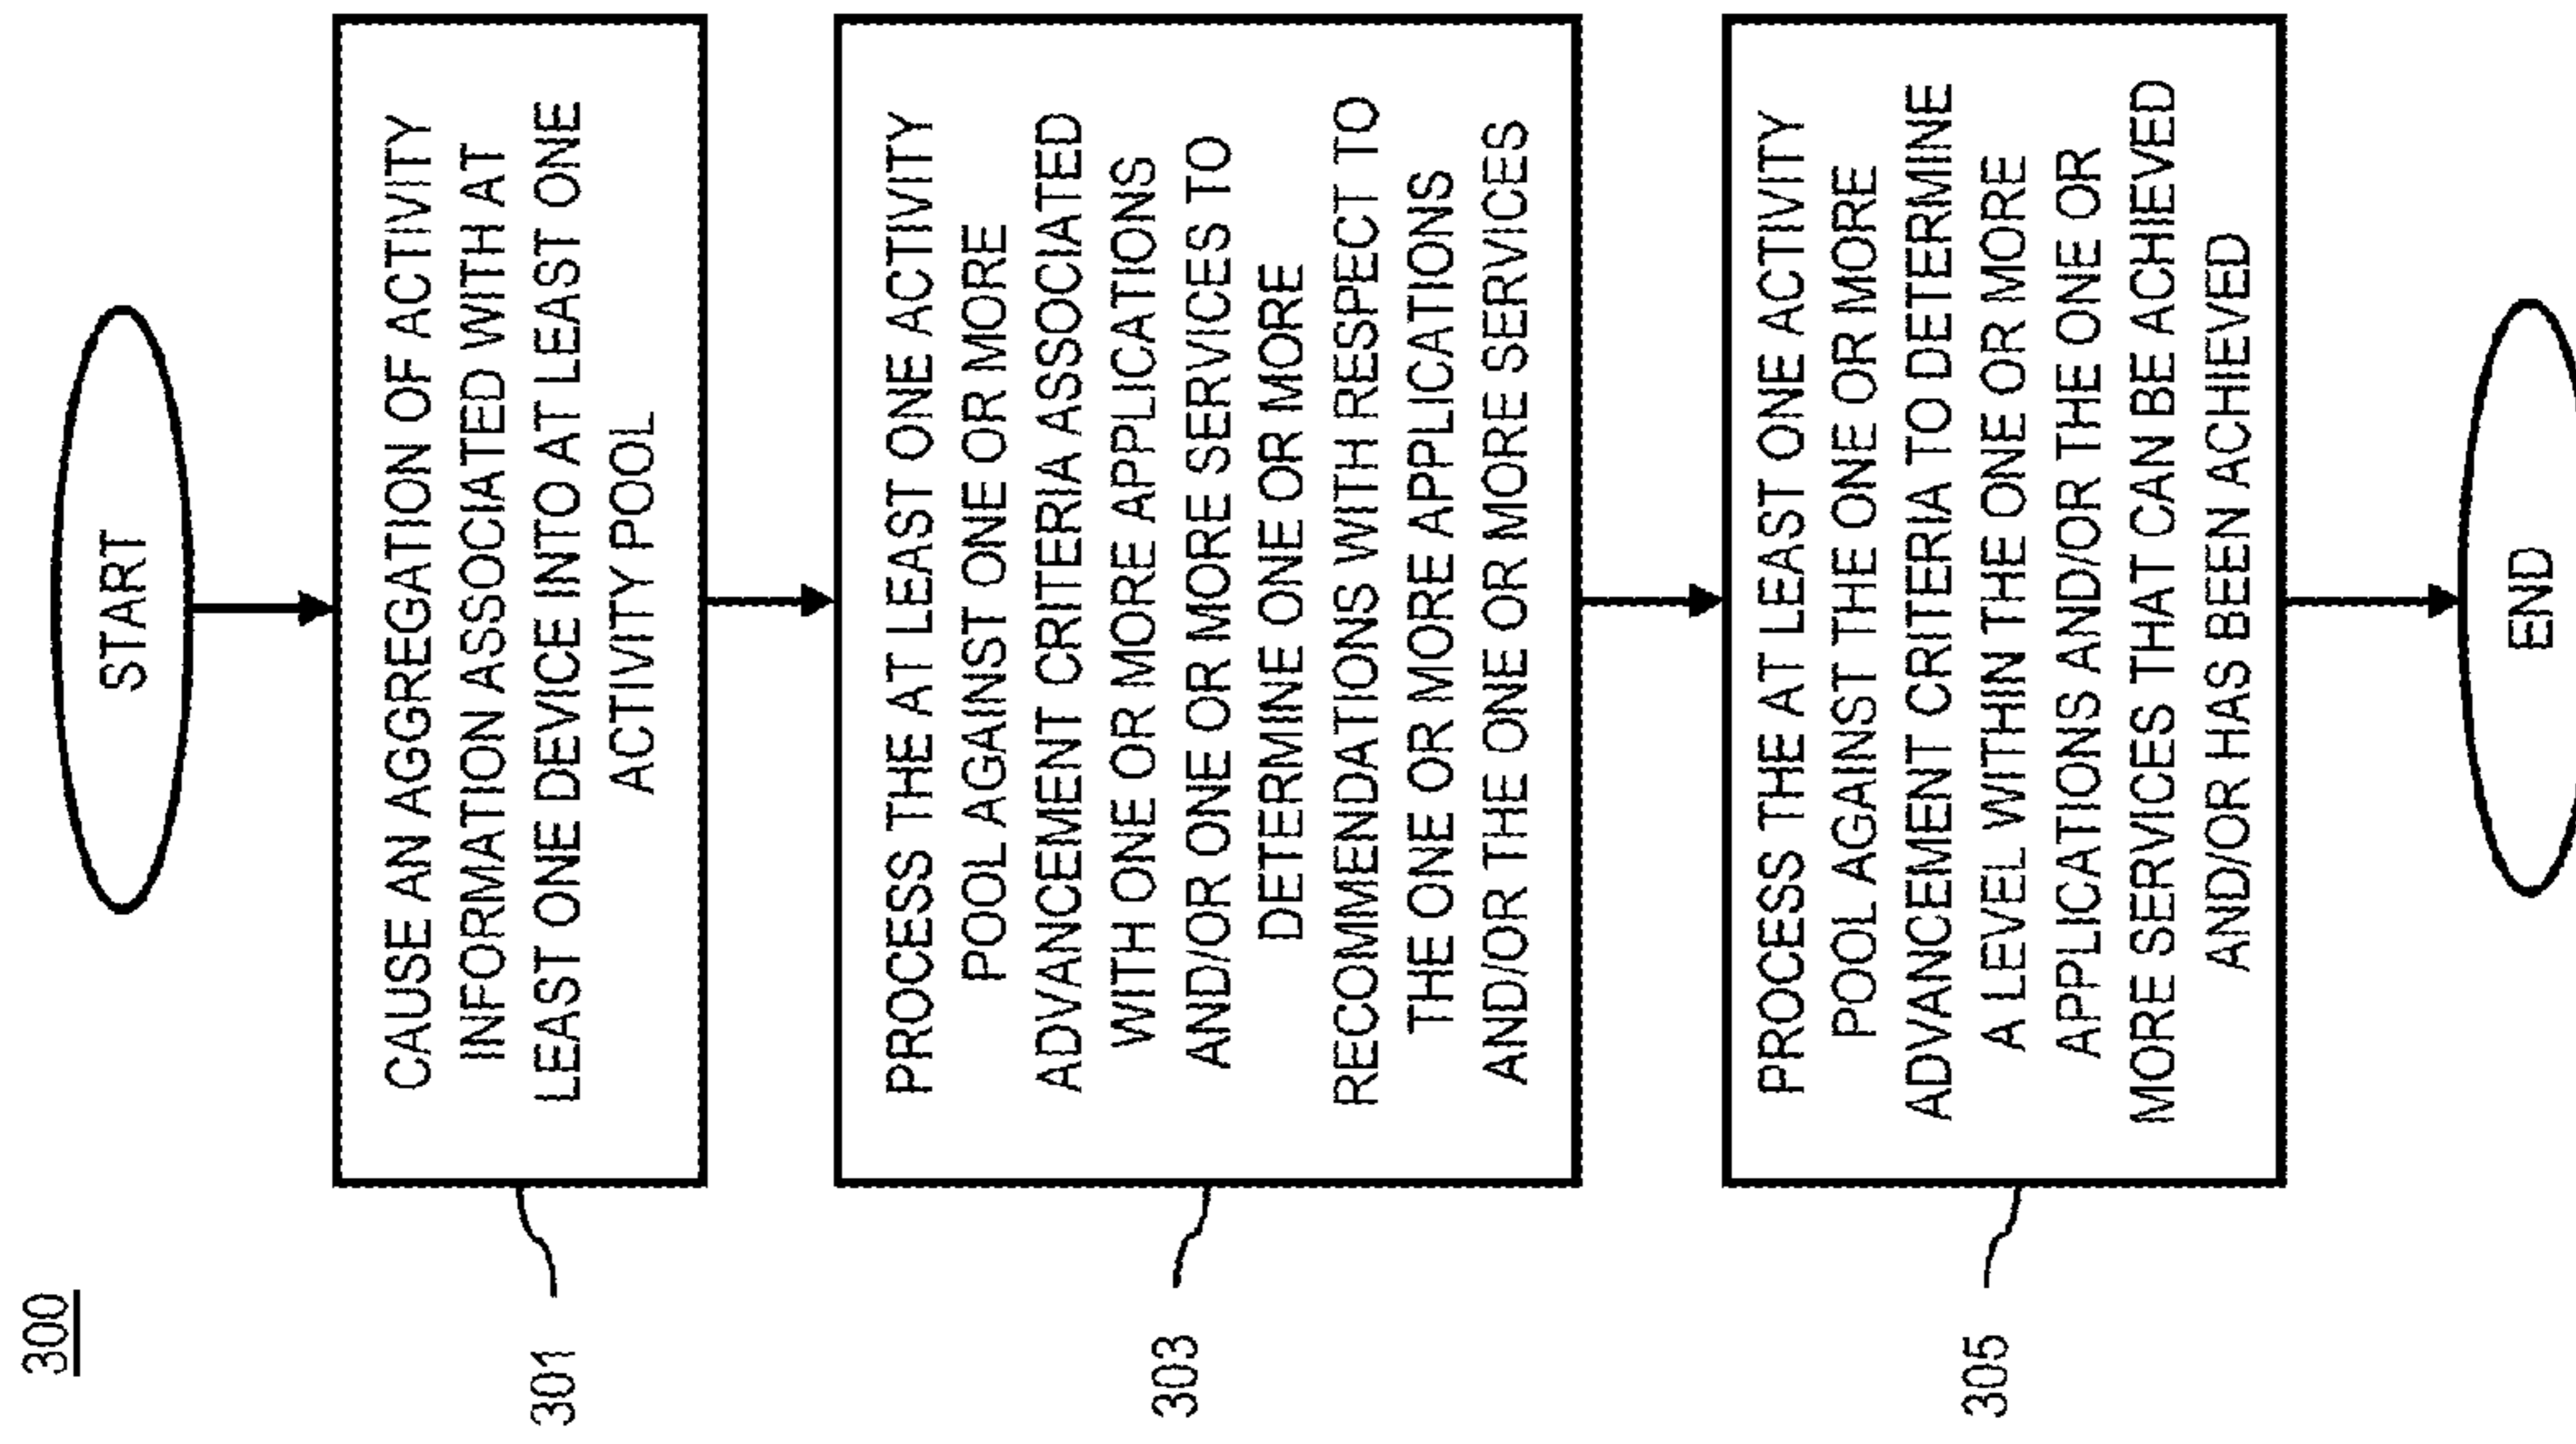 300
START
301
CAUSE AN AGGREGATION OF ACTIVITY
INFORMATION ASSOCIATED WITH AT
LEAST ONE DEVICE INTO AT LEAST ONE
ACTIVITY POOL
303
PROCESS THE AT LEAST ONE ACTIVITY
POOL AGAINST ONE OR MORE
ADVANCEMENT CRITERIA ASSOCIATED
WITH ONE OR MORE APPLICATIONS
AND/OR ONE OR MORE SERVICES TO
DETERMINE ONE OR MORE
RECOMMENDATIONS WITH RESPECT TO
THE ONE OR MORE APPLICATIONS
AND/OR THE ONE OR MORE SERVICES
305
PROCESS THE AT LEAST ONE ACTIVITY
POOL AGAINST THE ONE OR MORE
ADVANCEMENT CRITERIA TO DETERMINE
A LEVEL WITHIN THE ONE OR MORE
APPLICATIONS AND/OR THE ONE OR
MORE SERVICES THAT CAN BE ACHIEVED
AND/OR HAS BEEN ACHIEVED
END